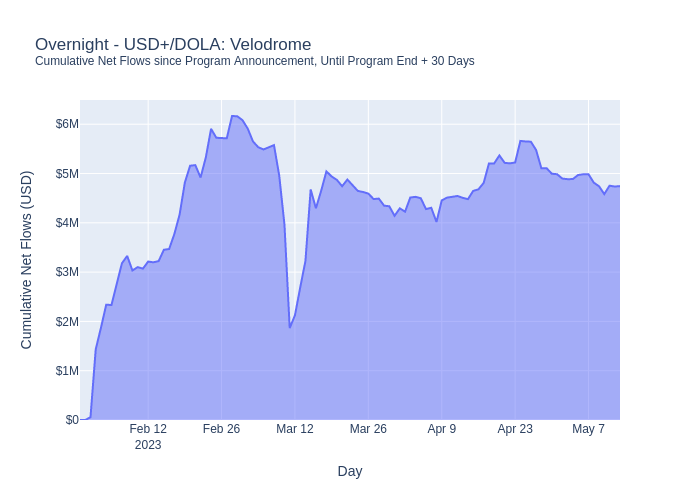 Overnight - USD+/DOLA: Velodrome
Cumulative Net Flows since Program Announcement, Until Program End + 30 Days
Cumulative Net Flows (USD)
$6M
$5M
$4M
$3M
$2M
$1M
$0
Feb 12
2023
Feb 26
Mar 12
Mar 26
Apr 9
Apr 23
May 7
Day